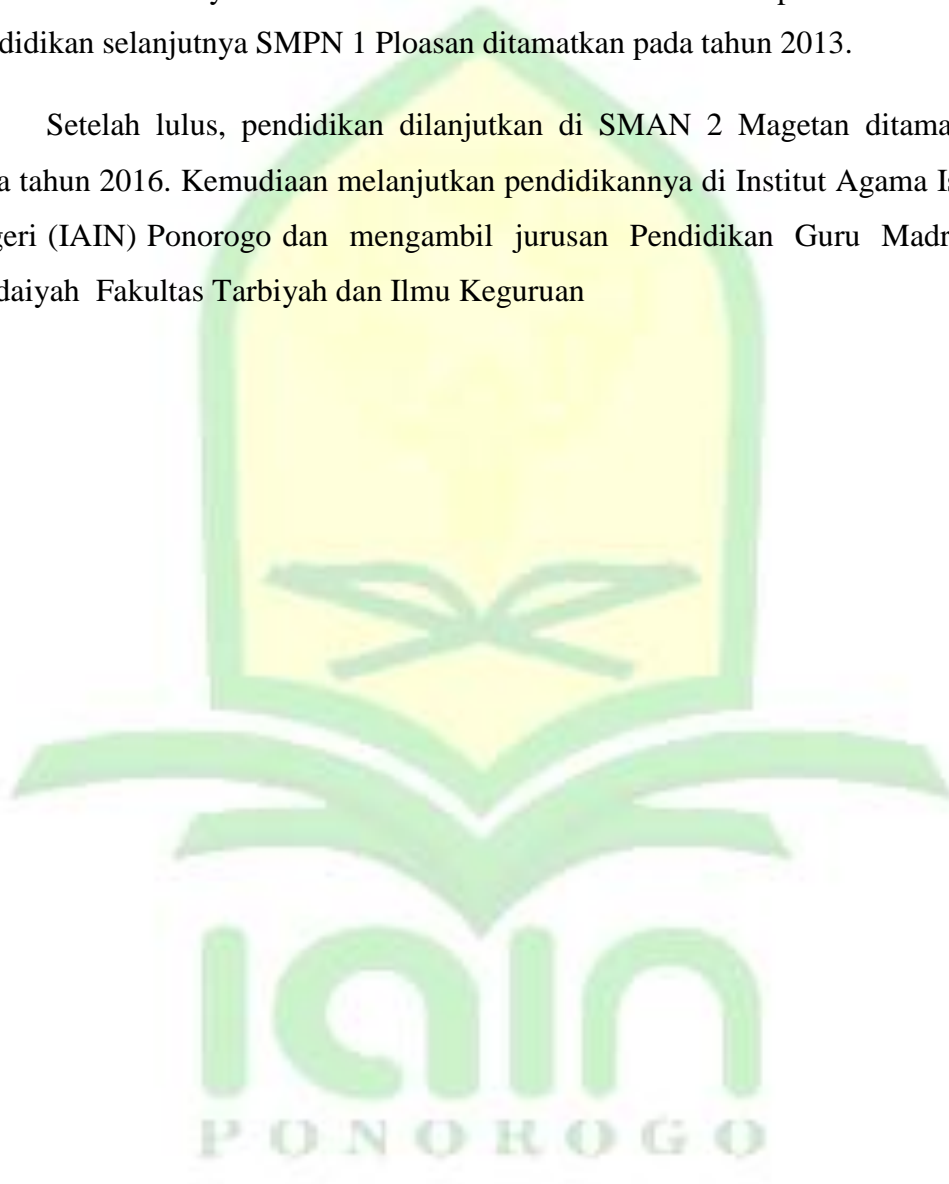 didikan selanjutnya SMPN 1 Ploasan ditamatkan pada tahun 2013.
Setelah lulus, pendidikan dilanjutkan di SMAN 2 Magetan ditama
a tahun 2016. Kemudiaan melanjutkan pendidikannya di Institut Agama Is
geri (IAIN) Ponorogo dan mengambil jurusan Pendidikan Guru Madr
daiyah Fakultas Tarbiyah dan Ilmu Keguruan
iain
PONOROGO